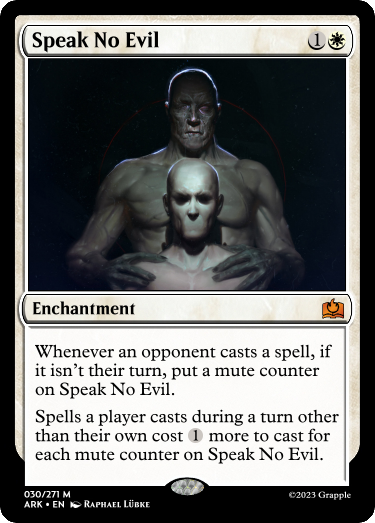 Speak No Evil
1
Enchantment
Whenever an opponent casts a spell, if
it isn't their turn, put a mute counter
on Speak No Evil.
Spells a player casts during a turn other
than their own cost 1 more to cast for
each mute counter on Speak No Evil.
030/271 M
ARK • EN Raphael Lübke
©2023 Grapple